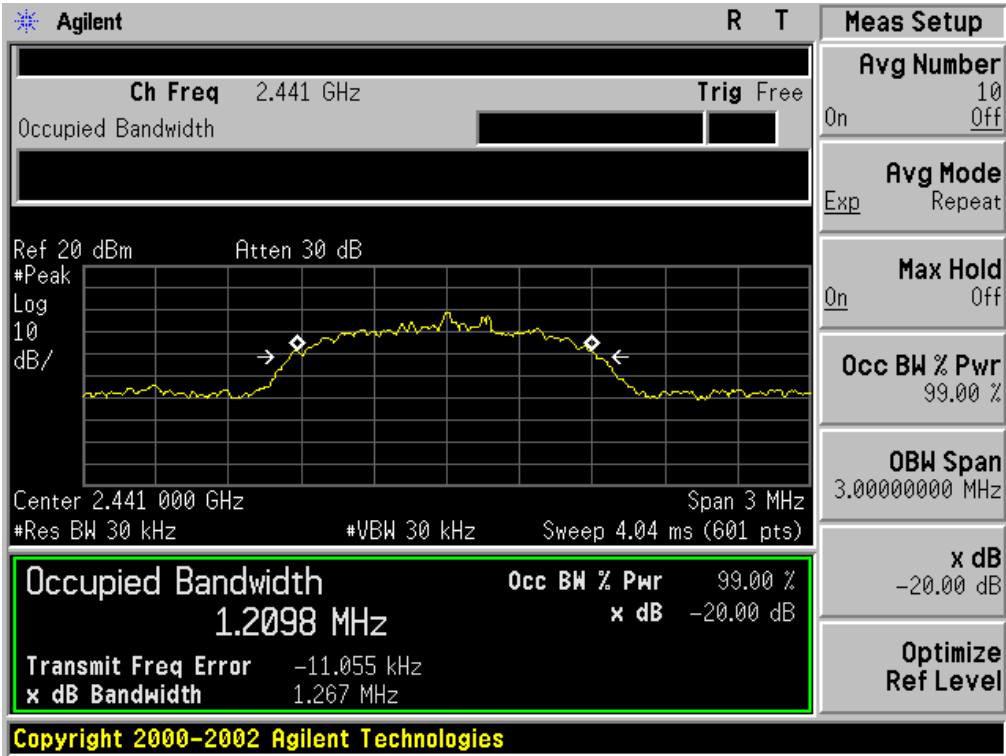 Agilent R T
Meas Setup
Ch Freq 2.441 GHz Trig Free
Occupied Bandwidth
Ref 20 dBm Atten 30 dB
#Peak
Log
10
dB/
Center 2.441 000 GHz Span 3 MHz
#Res BW 30 kHz #VBW 30 kHz Sweep 4.04 ms (601 pts)
Occupied Bandwidth Occ BW % Pwr 99.00 %
1.2098 MHz x dB -20.00 dB
Transmit Freq Error -11.055 kHz
x dB Bandwidth 1.267 MHz
Avg Number
10
On Off
Avg Mode
Exp Repeat
Max Hold
On Off
Occ BW % Pwr
99.00 %
OBW Span
3.00000000 MHz
x dB
-20.00 dB
Optimize
Ref Level
Copyright 2000-2002 Agilent Technologies